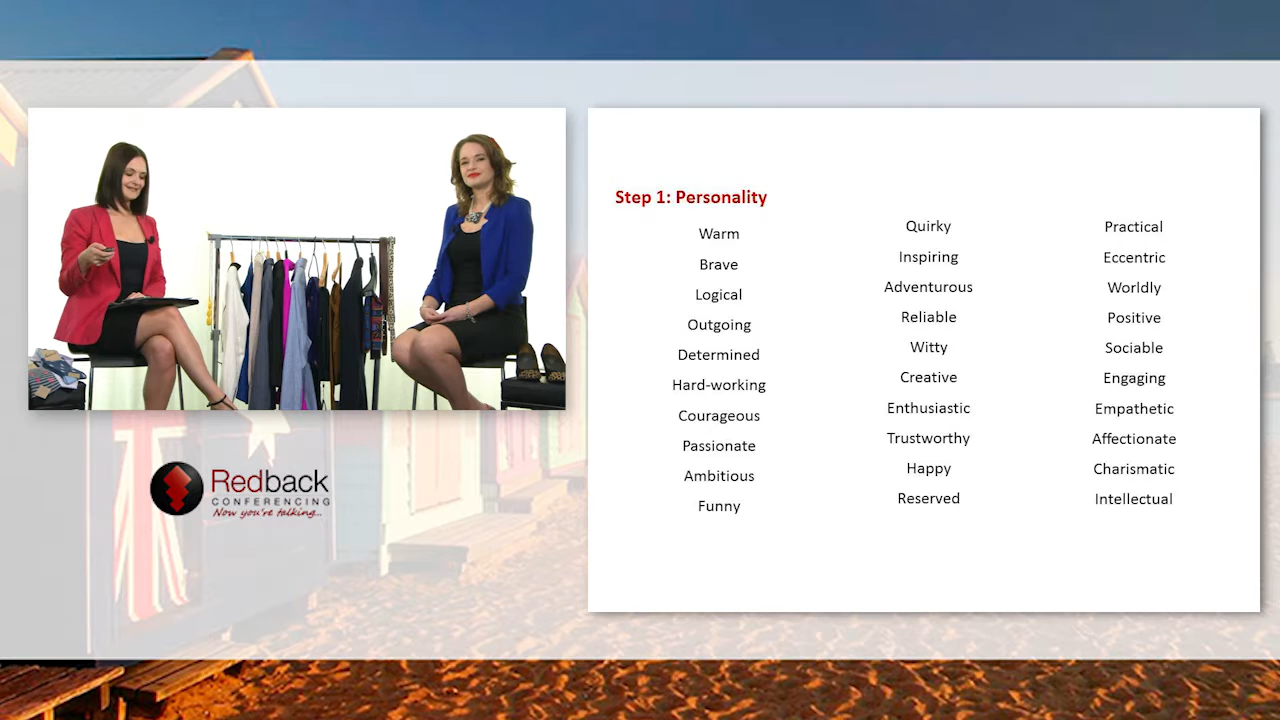 Step 1: Personality
Warm
Brave
Logical
Outgoing
Determined
Hard-working
Courageous
Passionate
Ambitious
Funny
Quirky
Inspiring
Adventurous
Reliable
Witty
Creative
Enthusiastic
Trustworthy
Happy
Reserved
Practical
Eccentric
Worldly
Positive
Sociable
Engaging
Empathetic
Affectionate
Charismatic
Intellectual
Redback
CONFERENCING
Now you're talking...